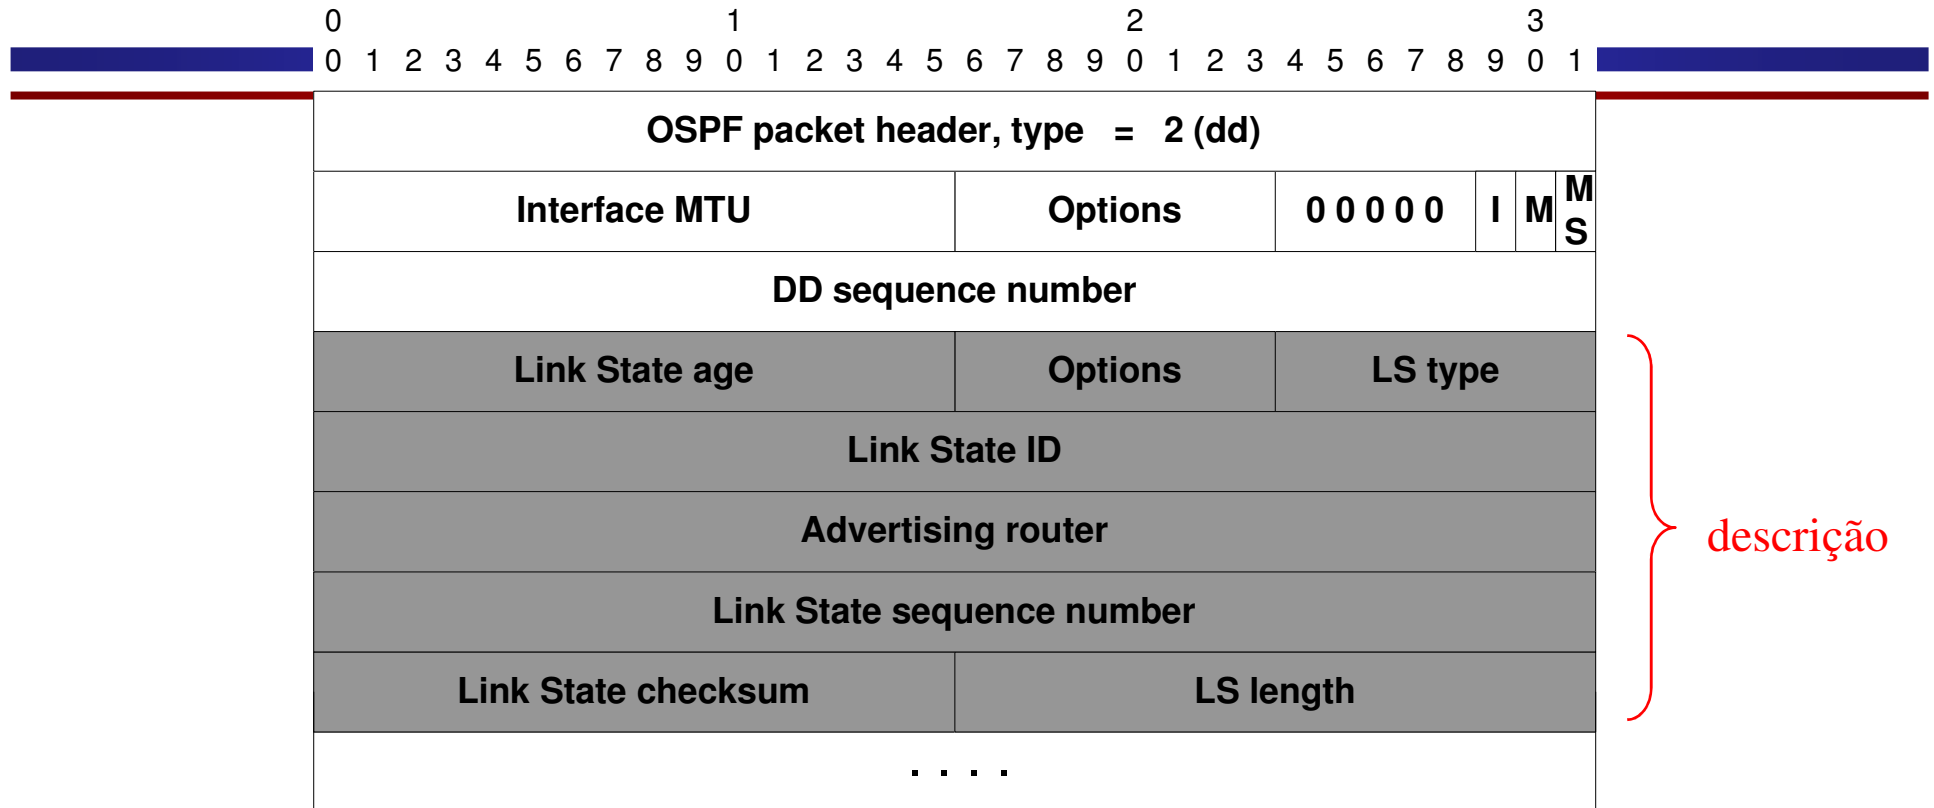 0 1 2 3
0 1 2 3 4 5 6 7 8 9 0 1 2 3 4 5 6 7 8 9 0 1 2 3 4 5 6 7 8 9 0 1
OSPF packet header, type = 2 (dd)
Interface MTU Options 0 0 0 0 0 I M M S
DD sequence number
Link State age Options LS type
Link State ID
Advertising router
descrição
Link State sequence number
Link State checksum LS length
. . . .